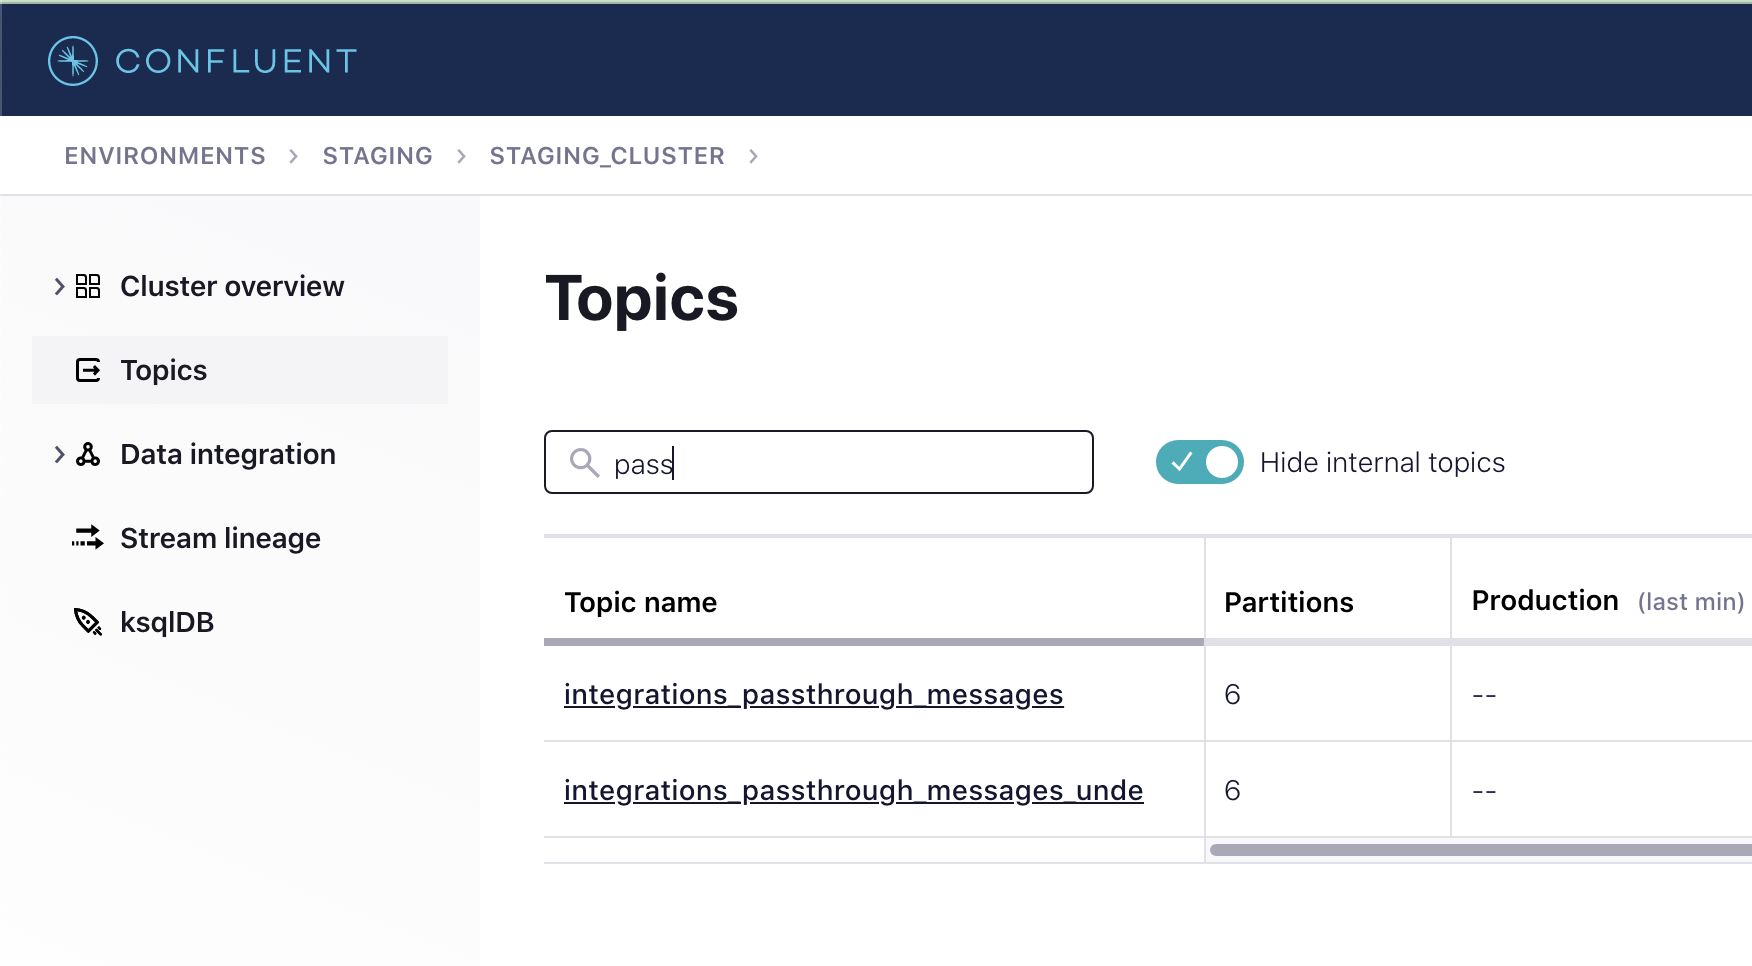 CONFLUENT
ENVIRONMENTS > STAGING > STAGING_CLUSTER >
Cluster overview
Topics
Data integration
Stream lineage
ksqlDB
Topics
pass
Hide internal topics
Topic name Partitions Production (last min)
integrations_passthrough_messages 6 --
integrations_passthrough_messages_unde 6 --